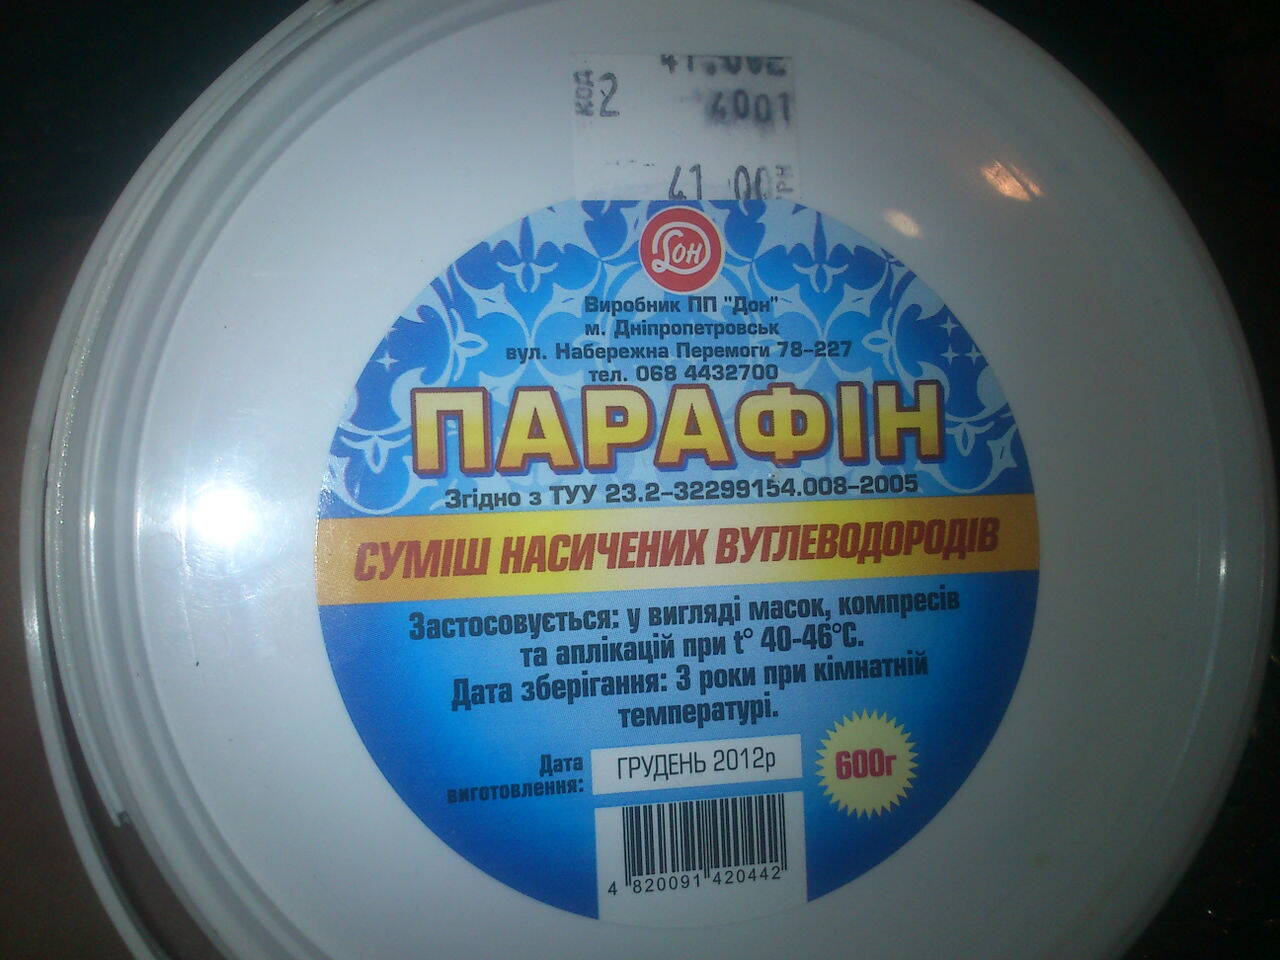 КОД 2
4001
41.00 ГРН
Дон
Виробник ПП "Дон"
м. Дніпропетровськ
вул. Набережна Перемоги 78-227
тел. 068 4432700
ПАРАФІН
Згідно з ТУУ 23.2-32299154.008-2005
СУМІШ НАСИЧЕНИХ ВУГЛЕВОДОРОДІВ
Застосовується: у вигляді масок, компресів
та аплікацій при t° 40-46°С.
Дата зберігання: 3 роки при кімнатній
температурі.
Дата
виготовлення:
ГРУДЕНЬ 2012р
600г
4 820091 420442